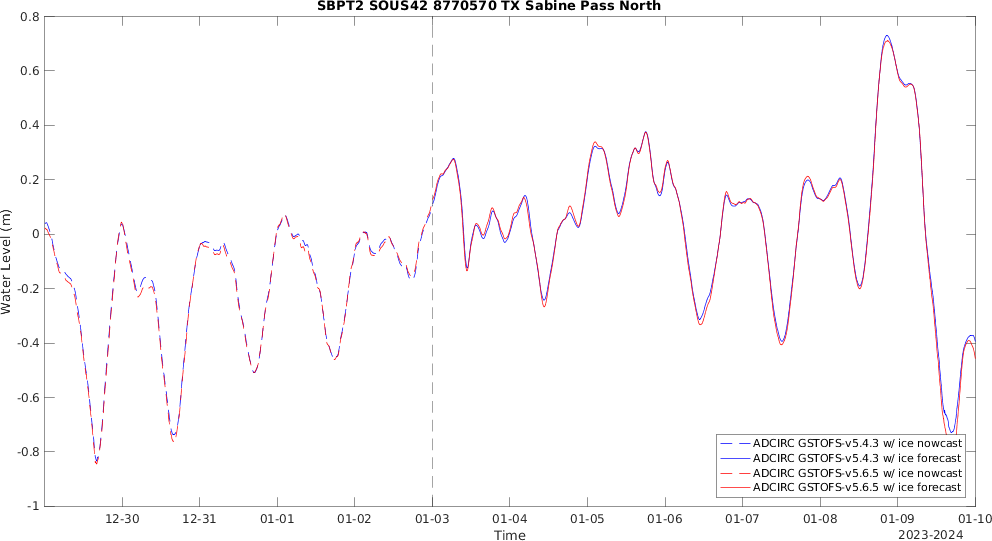 SBPT2 SOUS42 8770570 TX Sabine Pass North
Water Level (m)
0.8
0.6
0.4
0.2
0
-0.2
-0.4
-0.6
-0.8
-1
12-30 12-31 01-01 01-02 01-03 01-04 01-05 01-06 01-07 01-08 01-09 01-10
Time
2023-2024
ADCIRC GSTOFS-v5.4.3 w/ ice nowcast
ADCIRC GSTOFS-v5.4.3 w/ ice forecast
ADCIRC GSTOFS-v5.6.5 w/ ice nowcast
ADCIRC GSTOFS-v5.6.5 w/ ice forecast